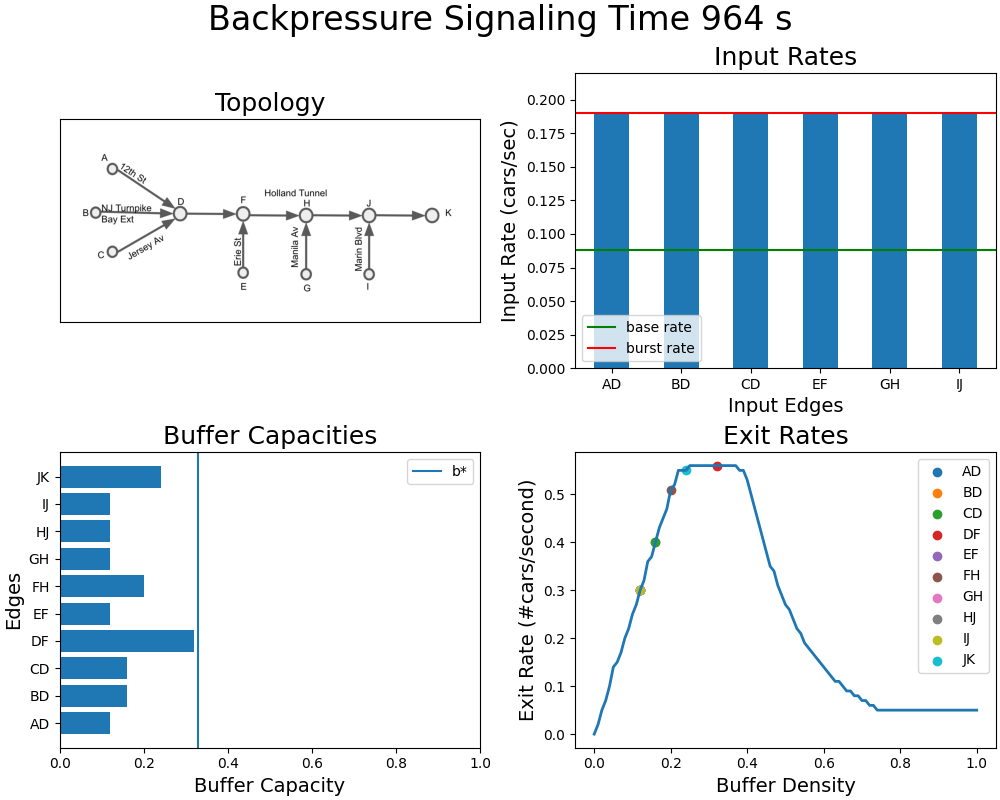 Backpressure Signaling Time 964 s
Topology
A
12th St
B
NJ Turnpike
Bay Ext
C
Jersey Av
D
F
Holland Tunnel
H
J
K
Erie St
Manila Av
Marin Blvd
E
G
I
Input Rates
Input Rate (cars/sec)
0.200
0.175
0.150
0.125
0.100
0.075
0.050
0.025
0.000
base rate
burst rate
AD BD CD EF GH IJ
Input Edges
Buffer Capacities
Edges
JK
IJ
HJ
GH
FH
EF
DF
CD
BD
AD
b*
0.0 0.2 0.4 0.6 0.8 1.0
Buffer Capacity
Exit Rates
Exit Rate (#cars/second)
0.5
0.4
0.3
0.2
0.1
0.0
AD
BD
CD
DF
EF
FH
GH
HJ
IJ
JK
0.0 0.2 0.4 0.6 0.8 1.0
Buffer Density